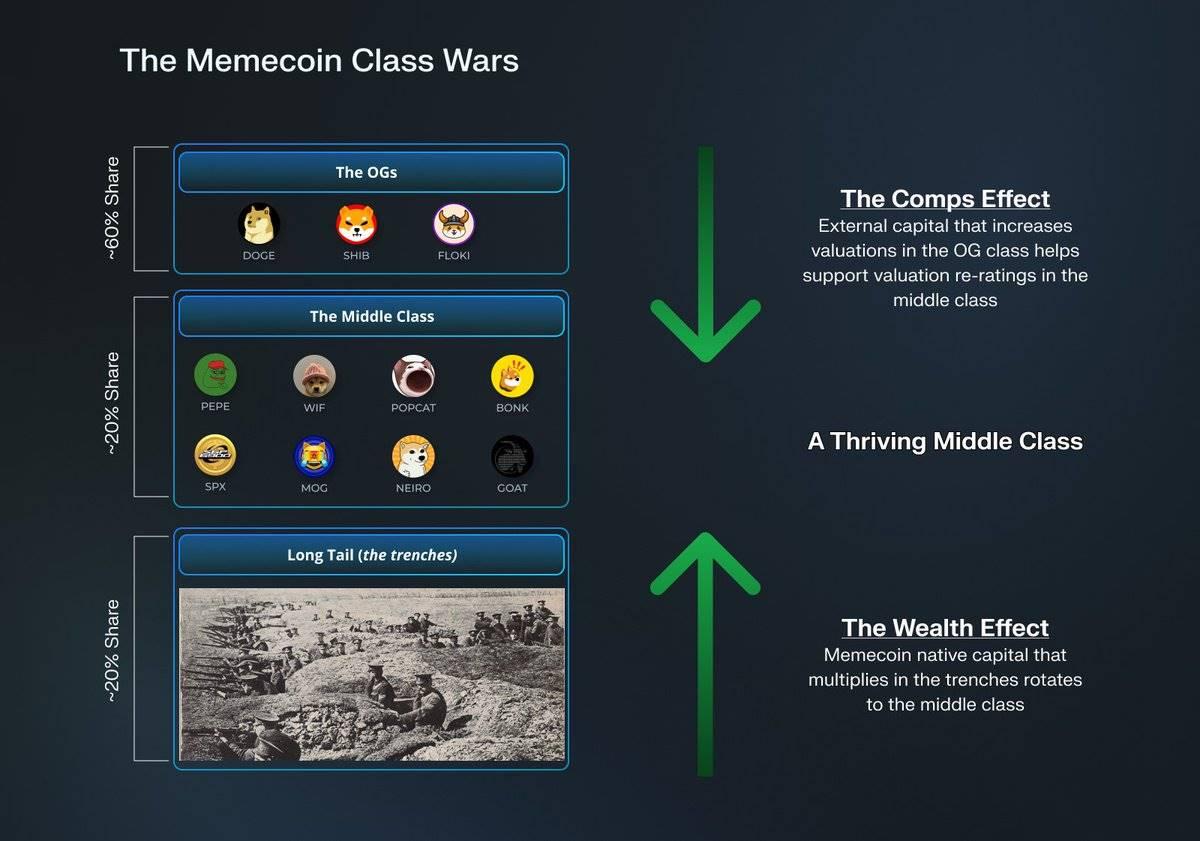 The Memecoin Class Wars
~60% Share
The OGs
DOGE
SHIB
FLOKI
The Comps Effect
External capital that increases
valuations in the OG class helps
support valuation re-ratings in the
middle class
~20% Share
The Middle Class
PEPE
WIF
POPCAT
BONK
SPX
MOG
NEIRO
GOAT
A Thriving Middle Class
~20% Share
Long Tail (the trenches)
The Wealth Effect
Memecoin native capital that
multiplies in the trenches rotates
to the middle class